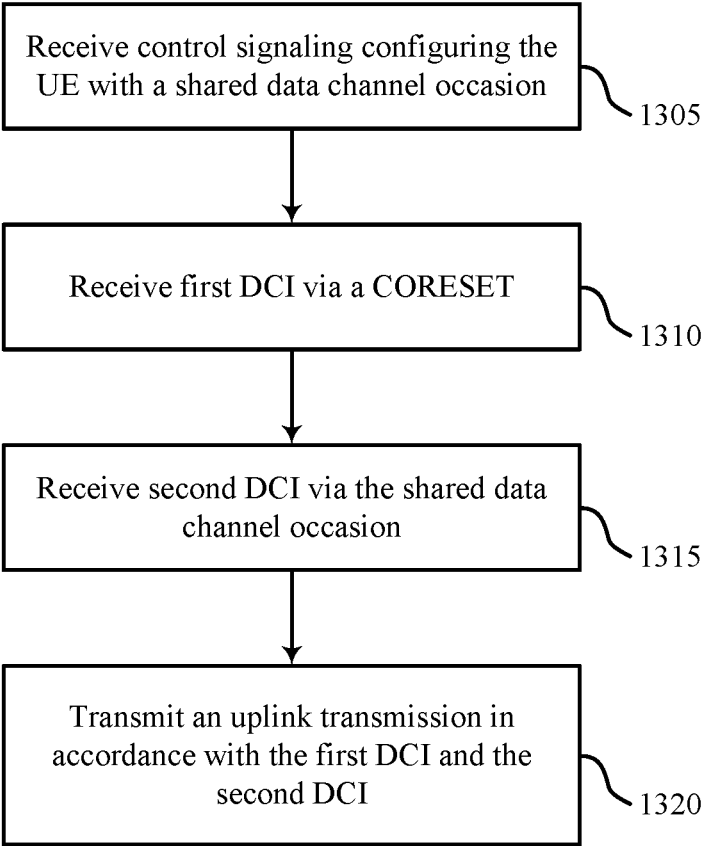 Receive control signaling configuring the
UE with a shared data channel occasion
1305
Receive first DCI via a CORESET
1310
Receive second DCI via the shared data
channel occasion
1315
Transmit an uplink transmission in
accordance with the first DCI and the
second DCI
1320